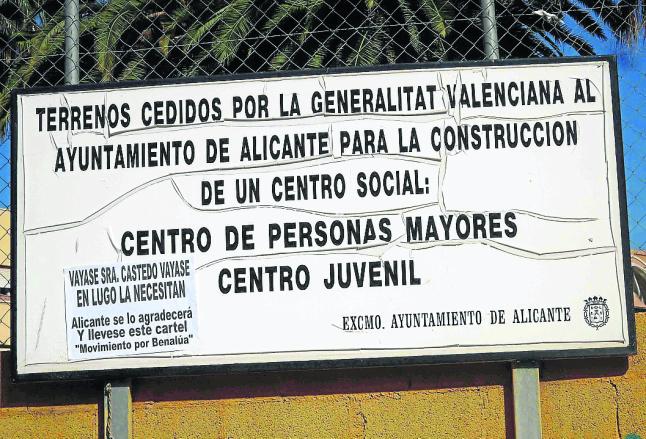 TERRENOS CEDIDOS POR LA GENERALITAT VALENCIANA AL
AYUNTAMIENTO DE ALICANTE PARA LA CONSTRUCCION
DE UN CENTRO SOCIAL:
CENTRO DE PERSONAS MAYORES
CENTRO JUVENIL
VAYASE SRA. CASTEDO VAYASE
EN LUGO LA NECESITAN
Alicante se lo agradecerá
Y llevese este cartel
"Movimiento por Benalúa"
EXCMO. AYUNTAMIENTO DE ALICANTE